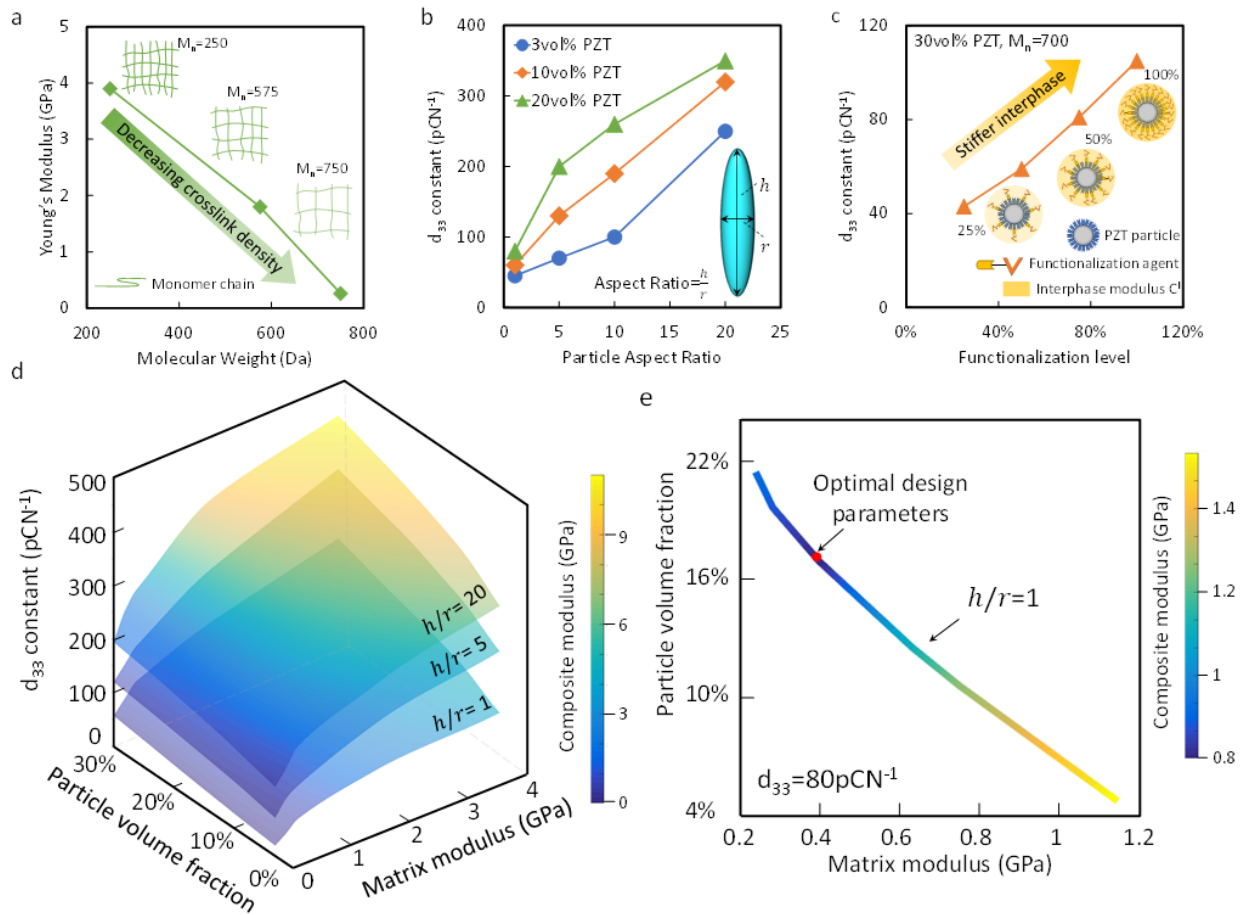 a
Young's Modulus (GPa)
5
4
3
2
1
0
200
400
600
800
Molecular Weight (Da)
Mn=250
Mn=575
Mn=750
Decreasing crosslink density
Monomer chain
b
d33 constant (pCN-1)
400
300
200
100
0
0
5
10
15
20
25
Particle Aspect Ratio
3vol% PZT
10vol% PZT
20vol% PZT
h
r
Aspect Ratio=h/r
c
d33 constant (pCN-1)
120
80
40
0
0%
40%
80%
120%
Functionalization level
30vol% PZT, Mn=700
Stiffer interphase
100%
50%
25%
PZT particle
Functionalization agent
Interphase modulus CI
d
d33 constant (pCN-1)
500
400
300
200
100
0
30%
20%
10%
0%
Particle volume fraction
0
1
2
3
4
Matrix modulus (GPa)
h/r= 20
h/r= 5
h/r= 1
Composite modulus (GPa)
9
6
3
0
e
Particle volume fraction
22%
16%
10%
4%
0.2
0.4
0.6
0.8
1
1.2
Matrix modulus (GPa)
Optimal design
parameters
h/r=1
d33=80pCN-1
Composite modulus (GPa)
1.4
1.2
1
0.8